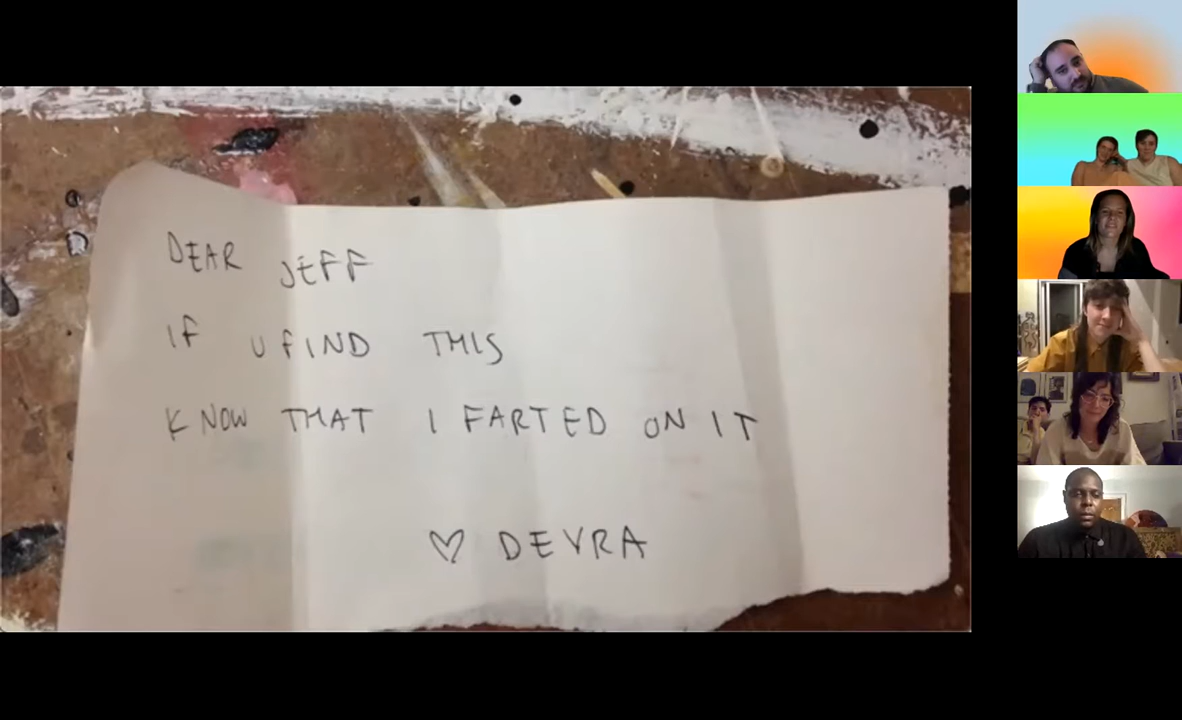 DEAR JEFF
IF U FIND THIS
KNOW THAT I FARTED ON IT
♡ DEVRA